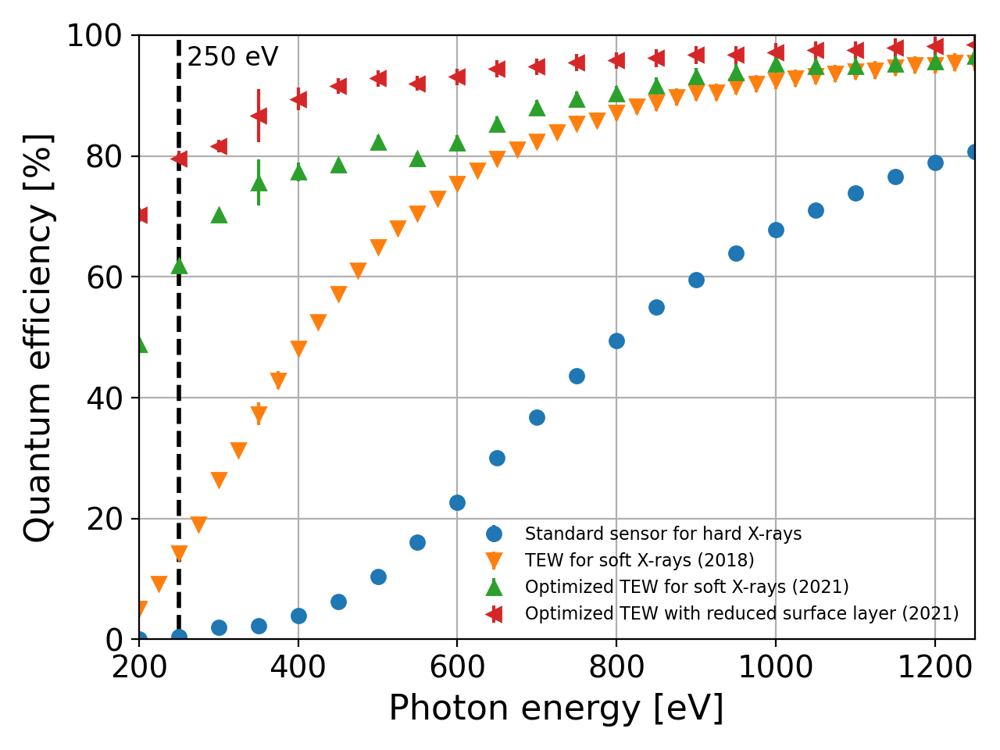 250 eV
100
80
60
40
20
0
Quantum efficiency [%]
200 400 600 800 1000 1200
Photon energy [eV]
Standard sensor for hard X-rays
TEW for soft X-rays (2018)
Optimized TEW for soft X-rays (2021)
Optimized TEW with reduced surface layer (2021)